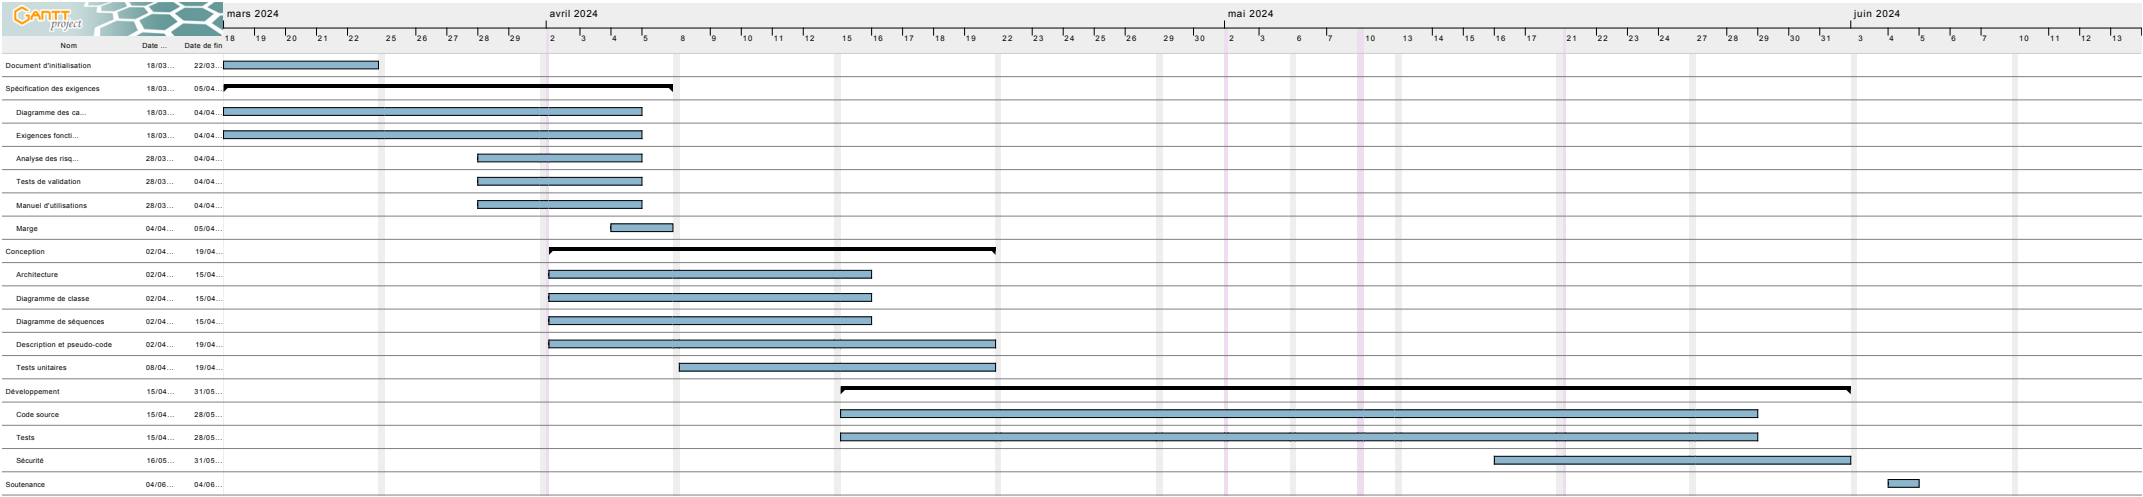 GANTT project
mars 2024 avril 2024 mai 2024 juin 2024
18 19 20 21 22 25 26 27 28 29 2 3 4 5 8 9 10 11 12 15 16 17 18 19 22 23 24 25 26 29 30 2 3 6 7 10 13 14 15 16 17 21 22 23 24 27 28 29 30 31 3 4 5 6 7 10 11 12 13
Nom Date ... Date de fin
Document d'initialisation 18/03... 22/03...
Spécification des exigences 18/03... 05/04...
Diagramme des ca... 18/03... 04/04...
Exigences foncti... 18/03... 04/04...
Analyse des risq... 28/03... 04/04...
Tests de validation 28/03... 04/04...
Manuel d'utilisations 28/03... 04/04...
Marge 04/04... 05/04...
Conception 02/04... 19/04...
Architecture 02/04... 15/04...
Diagramme de classe 02/04... 15/04...
Diagramme de séquences 02/04... 15/04...
Description et pseudo-code 02/04... 19/04...
Tests unitaires 08/04... 19/04...
Développement 15/04... 31/05...
Code source 15/04... 28/05...
Tests 15/04... 28/05...
Sécurité 16/05... 31/05...
Soutenance 04/06... 04/06...